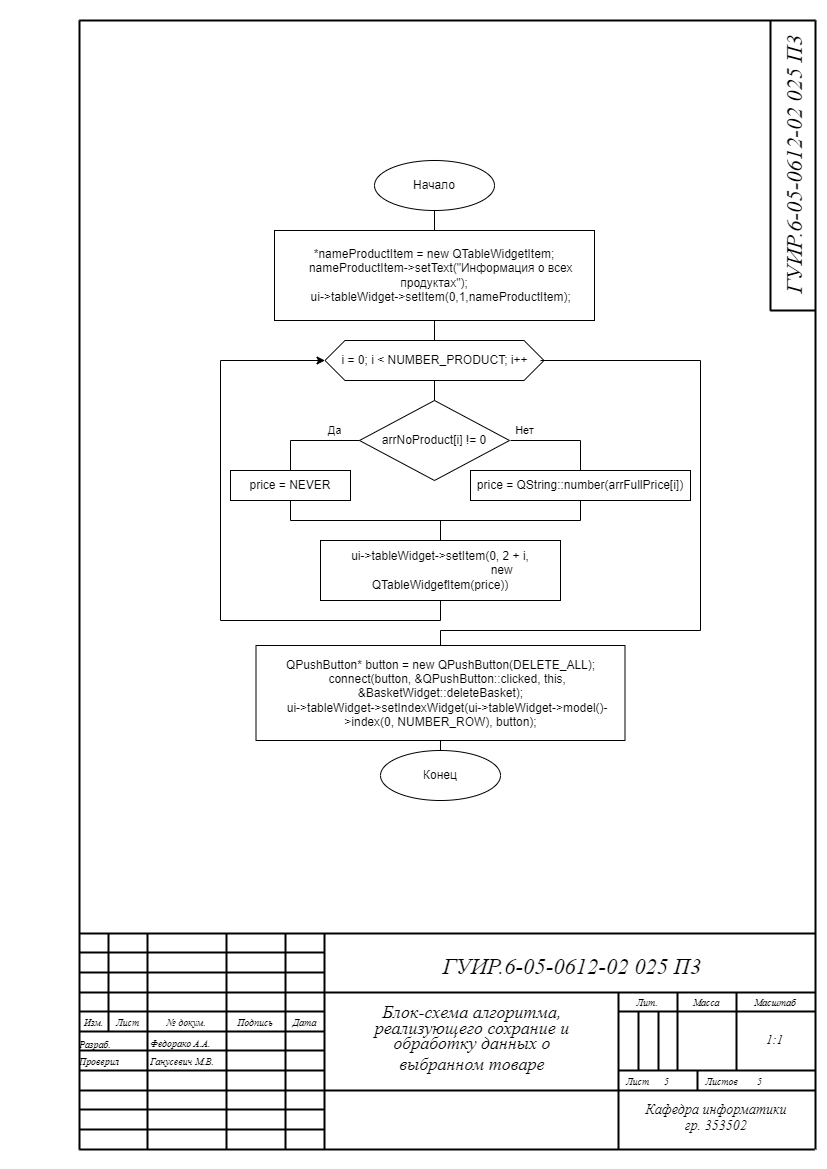 ГУИР.6-05-0612-02 025 ПЗ
Начало
*nameProductItem = new QTableWidgetItem;
nameProductItem->setText("Информация о всех
продуктах");
ui->tableWidget->setItem(0,1,nameProductItem);
i = 0; i < NUMBER_PRODUCT; i++
arrNoProduct[i] != 0
Да
Нет
price = NEVER
price = QString::number(arrFullPrice[i])
ui->tableWidget->setItem(0, 2 + i,
new
QTableWidgetItem(price))
QPushButton* button = new QPushButton(DELETE_ALL);
connect(button, &QPushButton::clicked, this,
&BasketWidget::deleteBasket);
ui->tableWidget->setIndexWidget(ui->tableWidget->model()-
>index(0, NUMBER_ROW), button);
Конец
ГУИР.6-05-0612-02 025 ПЗ
Изм. Лист № докум. Подпись Дата
Разраб. Федорако А.А.
Проверил Ганусевич М.В.
Блок-схема алгоритма,
реализующего сохрание и
обработку данных о
выбранном товаре
Лит. Масса Масштаб
1:1
Лист 5 Листов 5
Кафедра информатики
гр. 353502